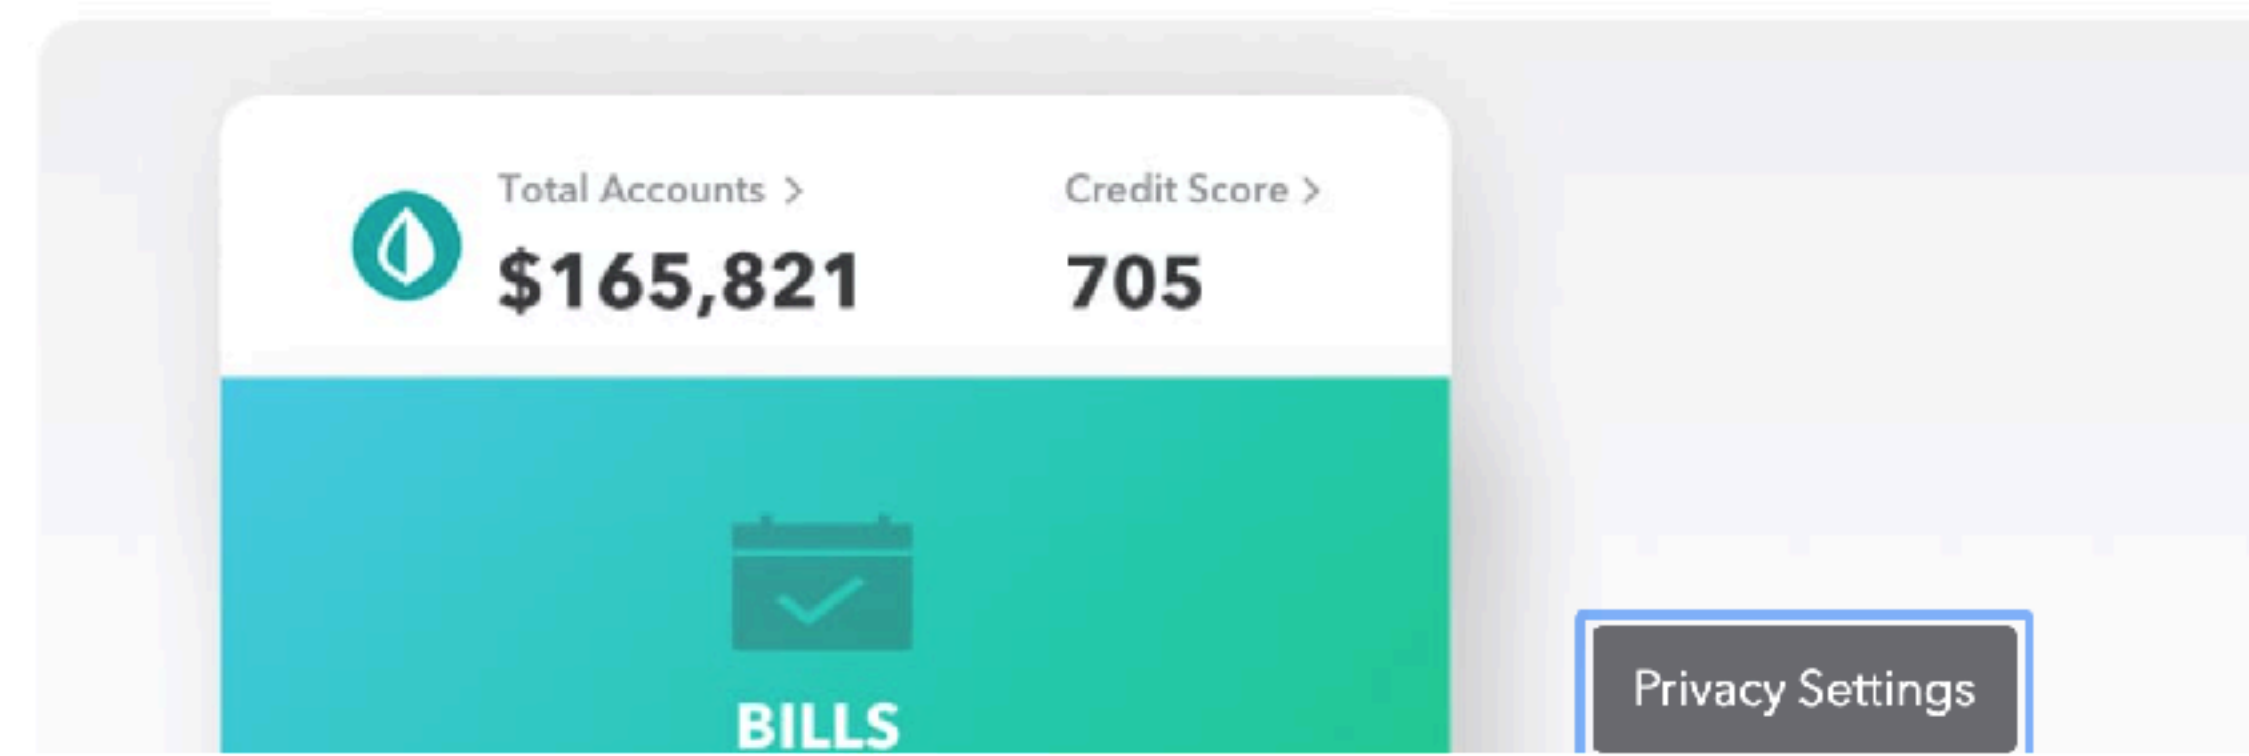 Total Accounts >
$165,821
Credit Score >
705
BILLS
Privacy Settings